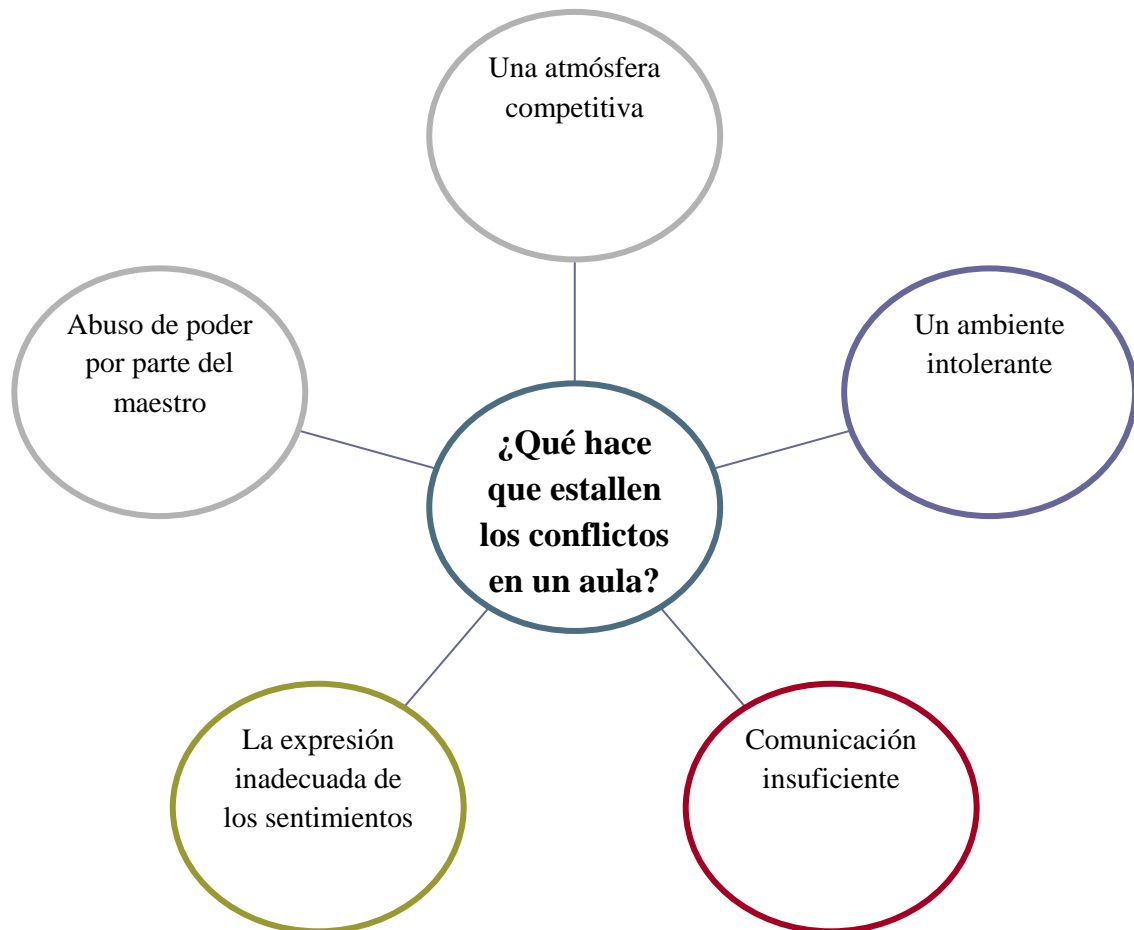 Una atmósfera
competitiva
Abuso de poder
por parte del
maestro
Un ambiente
intolerante
¿Qué hace
que estallen
los conflictos
en un aula?
La expresión
inadecuada de
los sentimientos
Comunicación
insuficiente